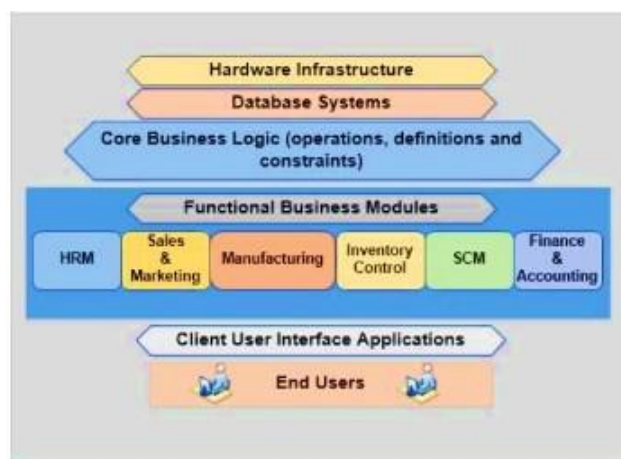 Hardware Infrastructure
Database Systems
Core Business Logic (operations, definitions and
constraints)
Functional Business Modules
HRM
Sales
&
Marketing
Manufacturing
Inventory
Control
SCM
Finance
&
Accounting
Client User Interface Applications
End Users